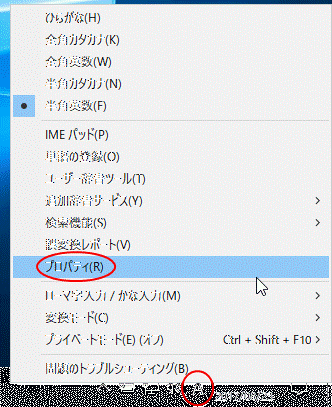 ひらがな(H)
全角カタカナ(K)
全角英数(W)
半角カタカナ(N)
半角英数(F)
IME パッド(P)
単語の登録(O)
ユーザー辞書ツール(T)
追加辞書サービス(Y)
検索機能(S)
誤変換レポート(V)
プロパティ(R)
ローマ字入力 / かな入力(M)
変換モード(C)
プライベートモード(E) (オフ) Ctrl + Shift + F10
問題のトラブルシューティング(B)